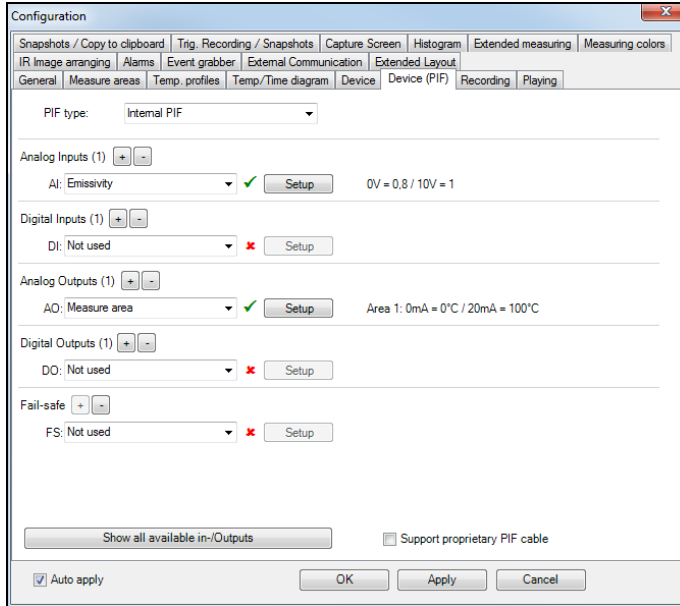 Configuration
Snapshots / Copy to clipboard Trig. Recording / Snapshots Capture Screen Histogram Extended measuring Measuring colors
IR Image arranging Alarms Event grabber External Communication Extended Layout
General Measure areas Temp. profiles Temp/Time diagram Device Device (PIF) Recording Playing
PIF type: Internal PIF
Analog Inputs (1) + -
AI: Emissivity Setup 0V = 0,8 / 10V = 1
Digital Inputs (1) + -
DI: Not used Setup
Analog Outputs (1) + -
AO: Measure area Setup Area 1: 0mA = 0°C / 20mA = 100°C
Digital Outputs (1) + -
DO: Not used Setup
Fail-safe + -
FS: Not used Setup
Show all available in-/Outputs Support proprietary PIF cable
Auto apply OK Apply Cancel